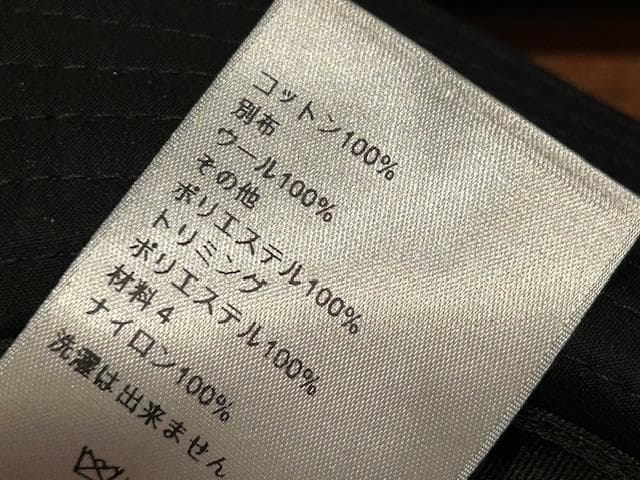 コットン100%
別布
ウール100%
その他
ポリエステル100%
トリミング
ポリエステル100%
材料4
ナイロン100%
洗濯は出来ません